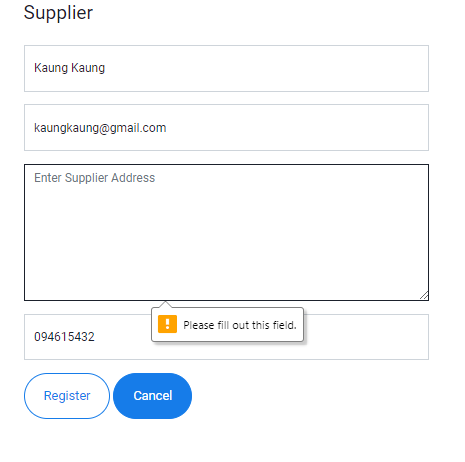 Supplier
Kaung Kaung
kaungkaung@gmail.com
Enter Supplier Address
Please fill out this field.
094615432
Register
Cancel